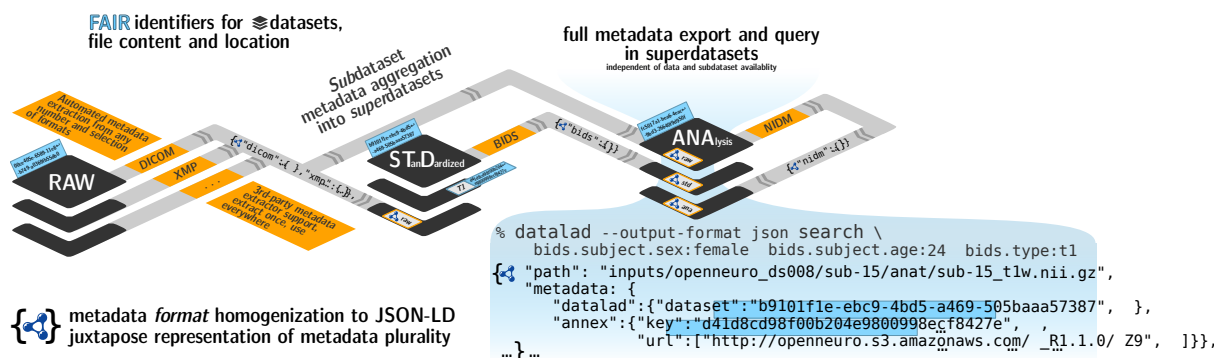 FAIR identifiers for datasets,
file content and location
full metadata export and query
in superdatasets
independent of data and subdataset availablity
Subdataset
metadata aggregation
into superdatasets
Automated metadata
extraction from any
number and selection
of formats
RAW
DICOM
XMP
...
{ "dicom":{ }, "xmp":{…},
3rd-party metadata
extractor support,
extract once, use
everywhere
STanDardized
BIDS
T1
raw
{ "bids":{}}
ANAlysis
NIDM
raw
std
ana
{ "nidm":{}}
% datalad --output-format json search \
bids.subject.sex:female bids.subject.age:24 bids.type:t1
{ "path": "inputs/openneuro_ds008/sub-15/anat/sub-15_t1w.nii.gz",
"metadata: {
"datalad":{"dataset":"b9101f1e-ebc9-4bd5-a469-505baaa57387", },
"annex":{"key":"d41d8cd98f00b204e9800998ecf8427e", ,
"url":["http://openneuro.s3.amazonaws.com/ _R1.1.0/ Z9", ]}},
…} …
{ } metadata format homogenization to JSON-LD
juxtapose representation of metadata plurality